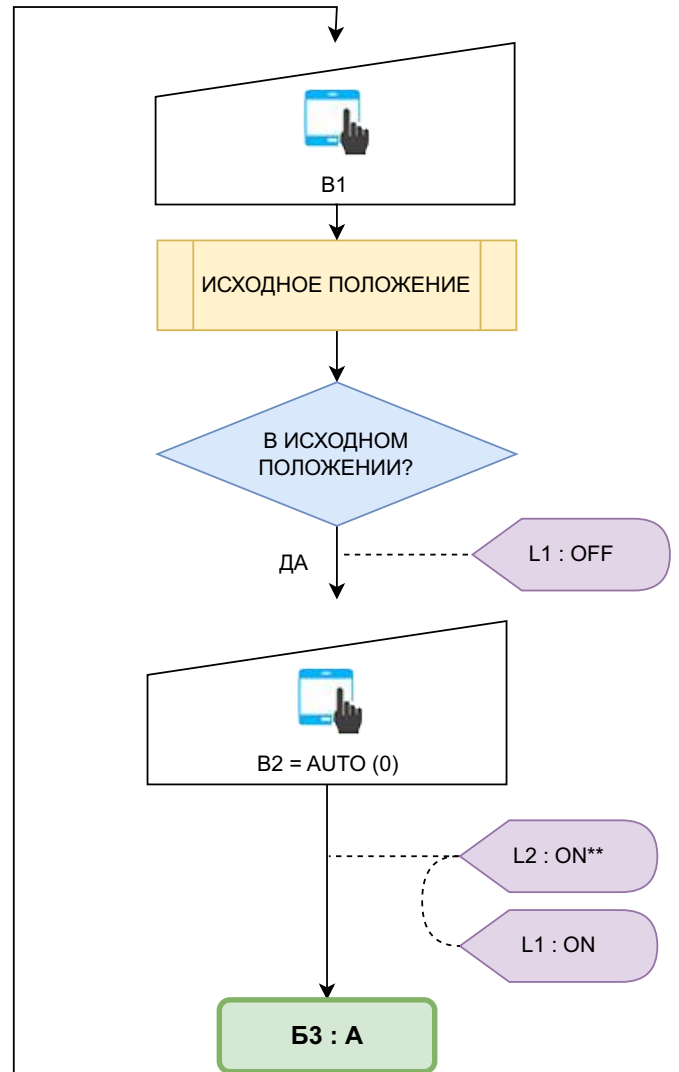 B1
ИСХОДНОЕ ПОЛОЖЕНИЕ
В ИСХОДНОМ
ПОЛОЖЕНИИ?
ДА
L1 : OFF
B2 = AUTO (0)
L2 : ON**
L1 : ON
Б3 : А